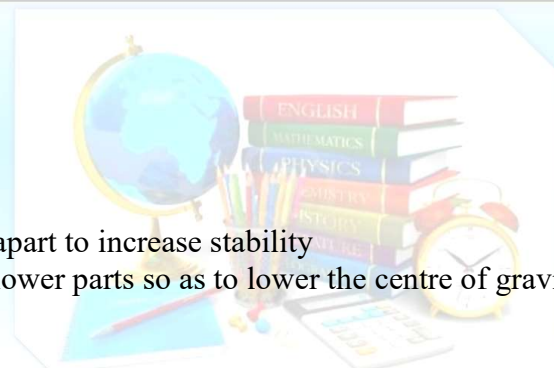 ENGLISH
MATHEMATICS
PHYSICS
apart to increase stability
lower parts so as to lower the centre of gravi